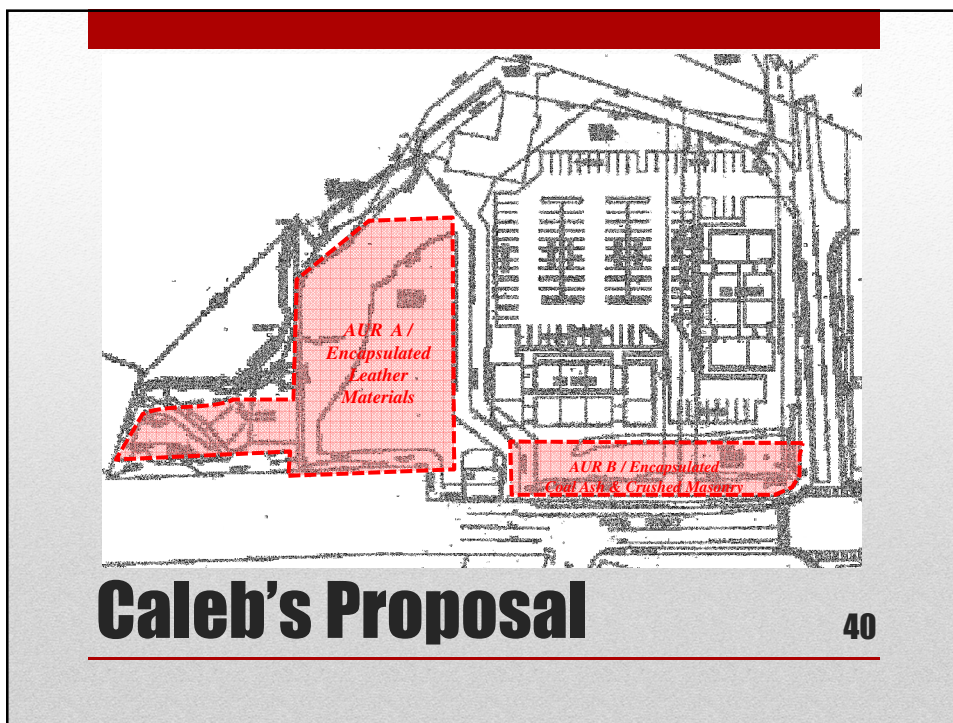 AUR A /
Encapsulated
Leather
Materials
AUR B / Encapsulated
Coal Ash & Crushed Masonry
Caleb’s Proposal
40